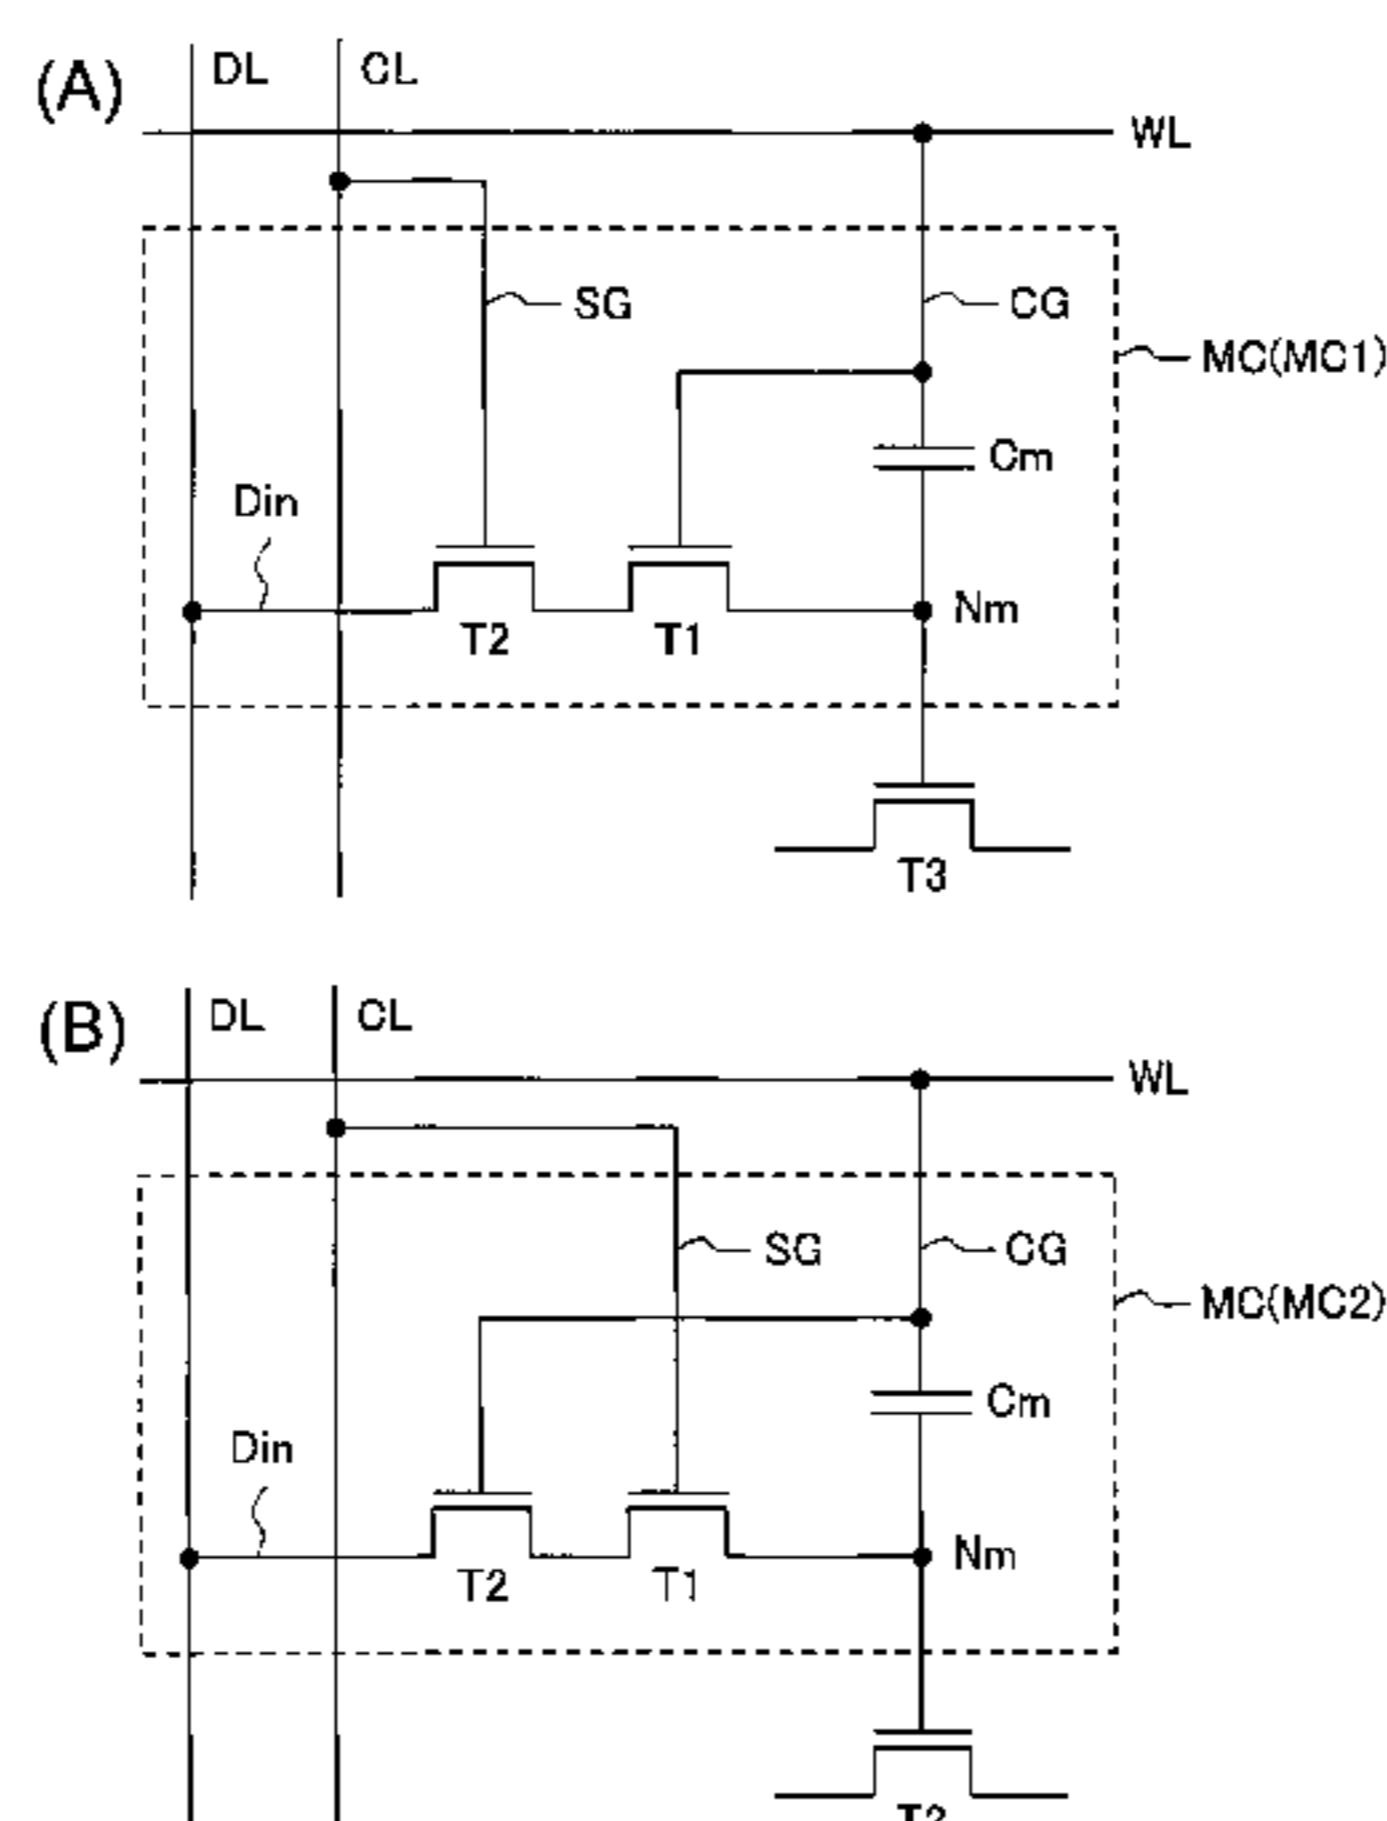 (A) DL CL
WL
SG CG
MC(MC1)
Cm
Din
Nm
T2 T1
T3
(B) DL CL
WL
SG CG
MC(MC2)
Cm
Din
Nm
T2 T1